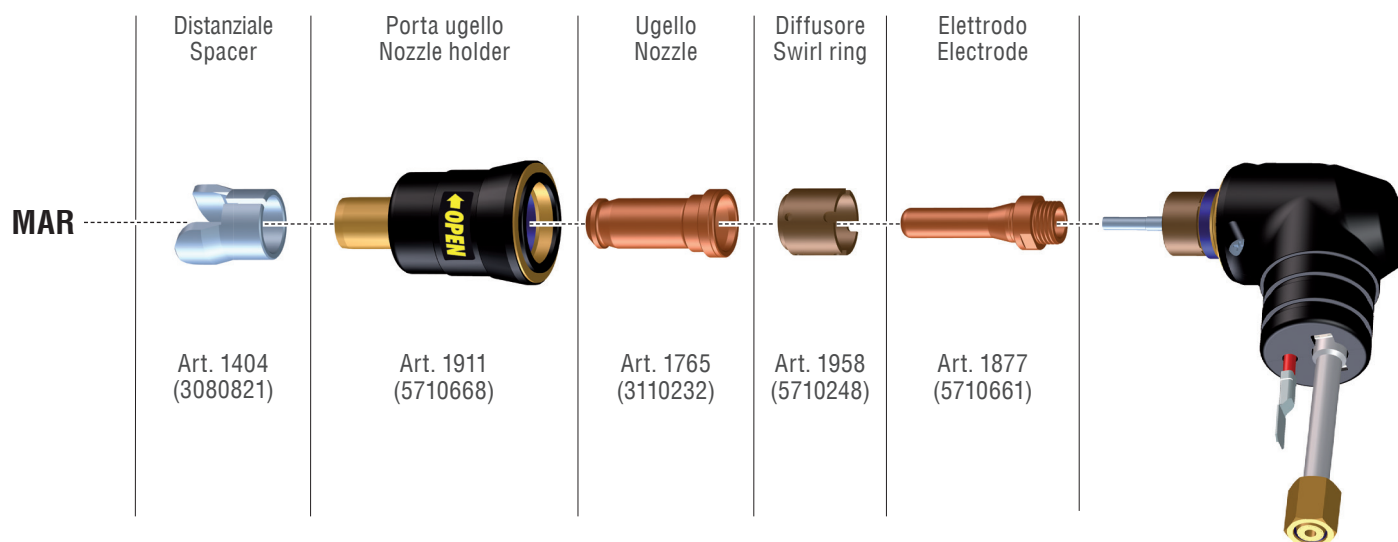 Distanziale
Spacer
Porta ugello
Nozzle holder
Ugello
Nozzle
Diffusore
Swirl ring
Elettrodo
Electrode
MAR
OPEN
Art. 1404
(3080821)
Art. 1911
(5710668)
Art. 1765
(3110232)
Art. 1958
(5710248)
Art. 1877
(5710661)